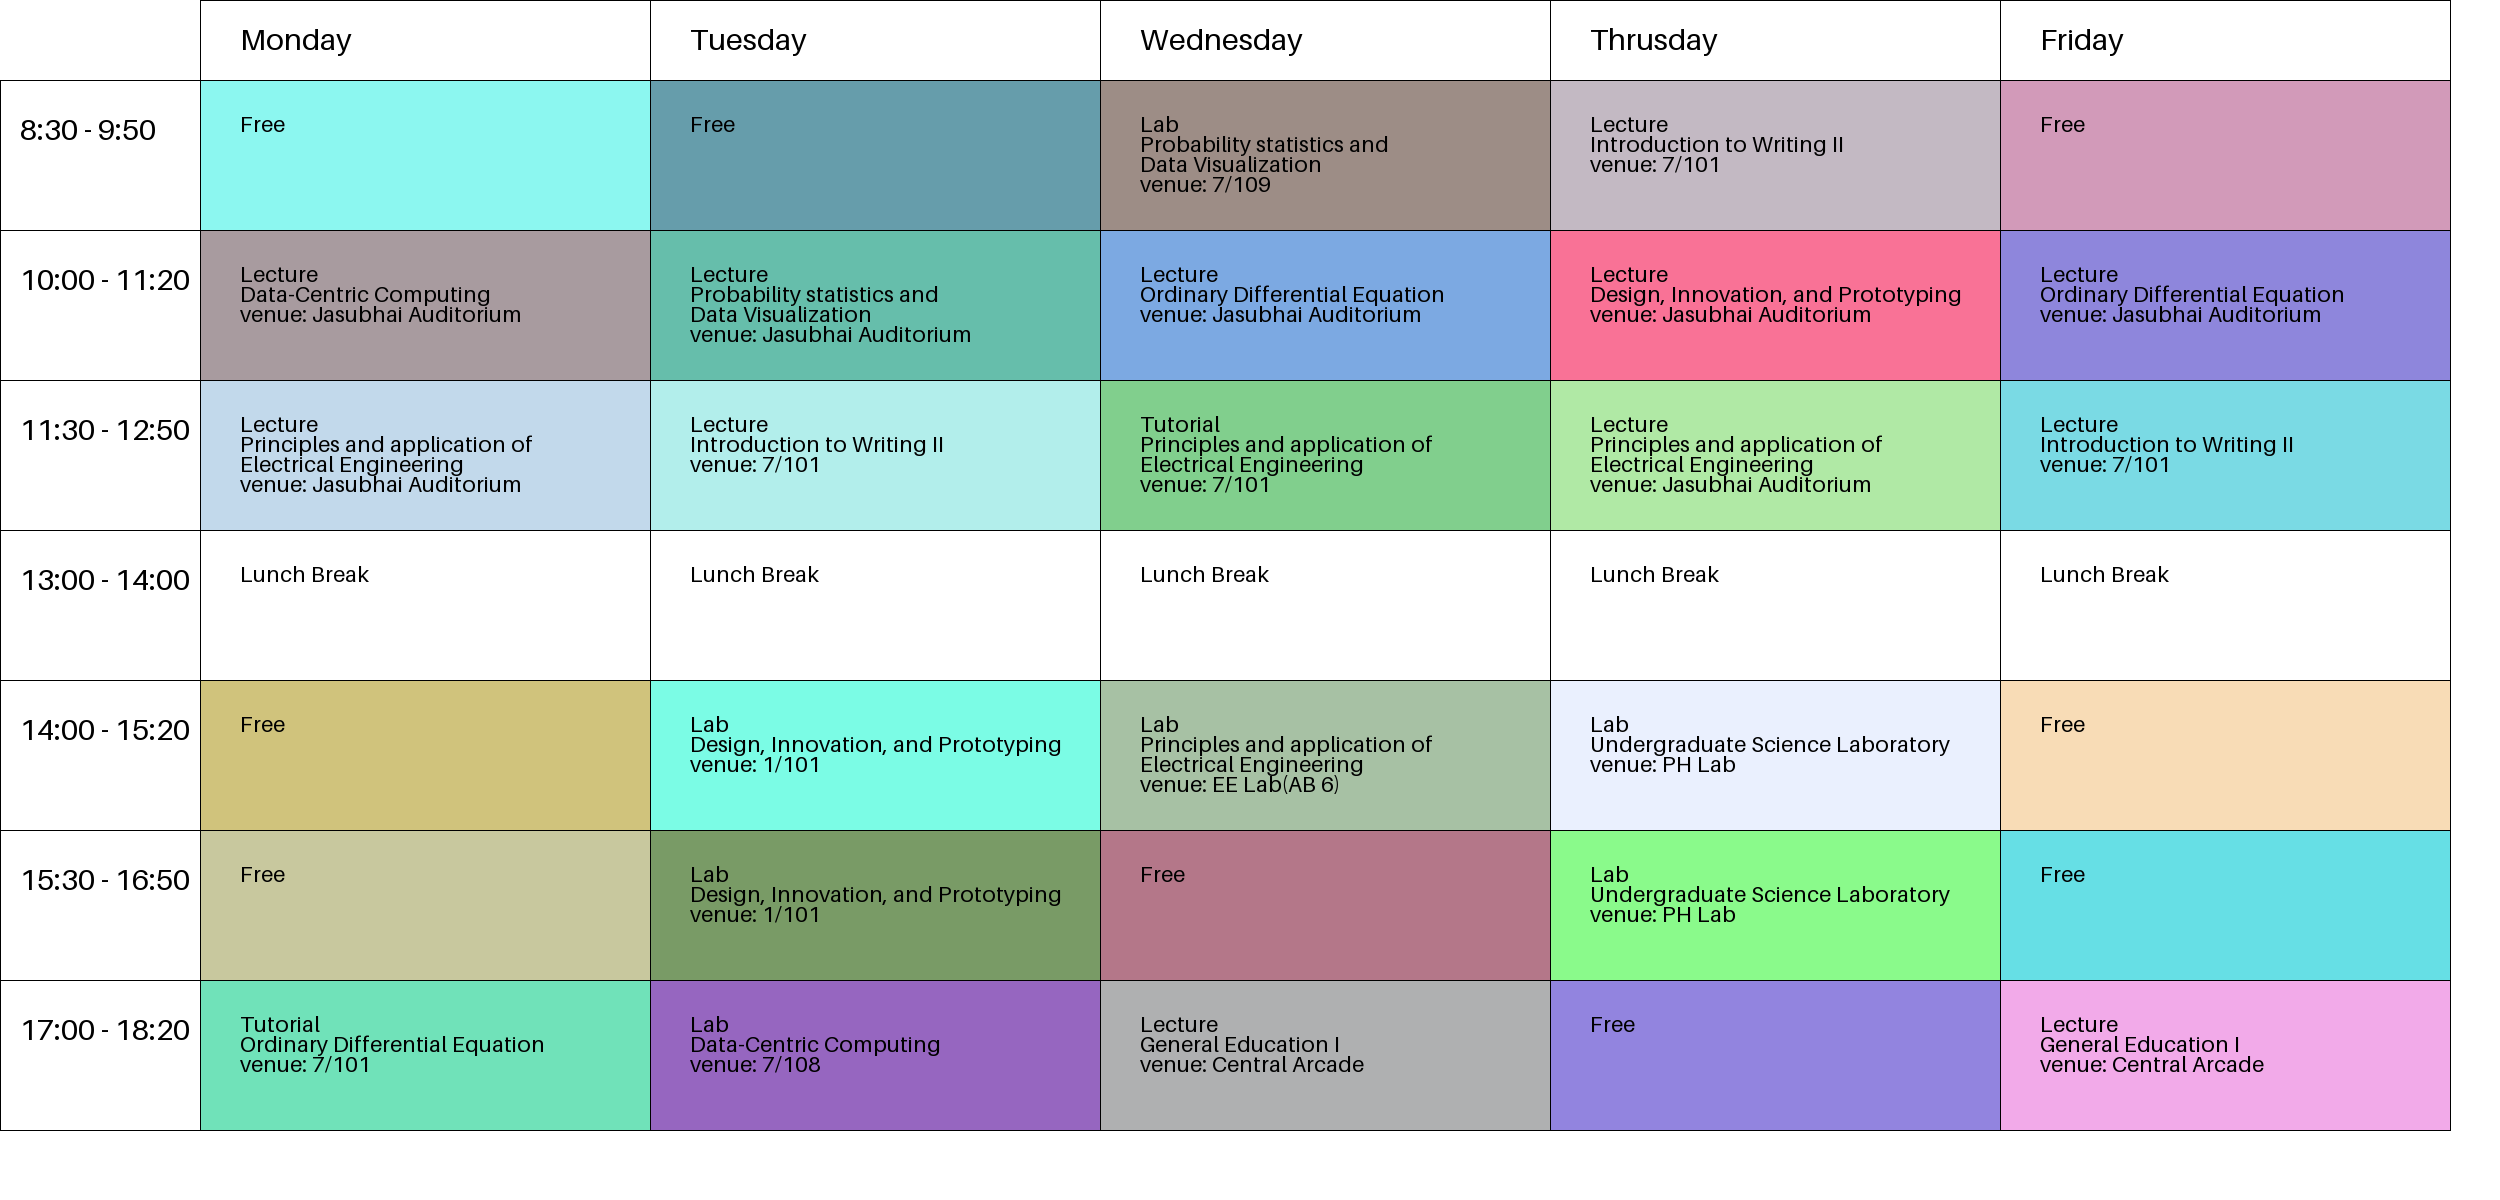 Monday
Tuesday
Wednesday
Thrusday
Friday
8:30 - 9:50
Free
Free
Lab
Probability statistics and
Data Visualization
venue: 7/109
Lecture
Introduction to Writing II
venue: 7/101
Free
10:00 - 11:20
Lecture
Data-Centric Computing
venue: Jasubhai Auditorium
Lecture
Probability statistics and
Data Visualization
venue: Jasubhai Auditorium
Lecture
Ordinary Differential Equation
venue: Jasubhai Auditorium
Lecture
Design, Innovation, and Prototyping
venue: Jasubhai Auditorium
Lecture
Ordinary Differential Equation
venue: Jasubhai Auditorium
11:30 - 12:50
Lecture
Principles and application of
Electrical Engineering
venue: Jasubhai Auditorium
Lecture
Introduction to Writing II
venue: 7/101
Tutorial
Principles and application of
Electrical Engineering
venue: 7/101
Lecture
Principles and application of
Electrical Engineering
venue: Jasubhai Auditorium
Lecture
Introduction to Writing II
venue: 7/101
13:00 - 14:00
Lunch Break
Lunch Break
Lunch Break
Lunch Break
Lunch Break
14:00 - 15:20
Free
Lab
Design, Innovation, and Prototyping
venue: 1/101
Lab
Principles and application of
Electrical Engineering
venue: EE Lab(AB 6)
Lab
Undergraduate Science Laboratory
venue: PH Lab
Free
15:30 - 16:50
Free
Lab
Design, Innovation, and Prototyping
venue: 1/101
Free
Lab
Undergraduate Science Laboratory
venue: PH Lab
Free
17:00 - 18:20
Tutorial
Ordinary Differential Equation
venue: 7/101
Lab
Data-Centric Computing
venue: 7/108
Lecture
General Education I
venue: Central Arcade
Free
Lecture
General Education I
venue: Central Arcade